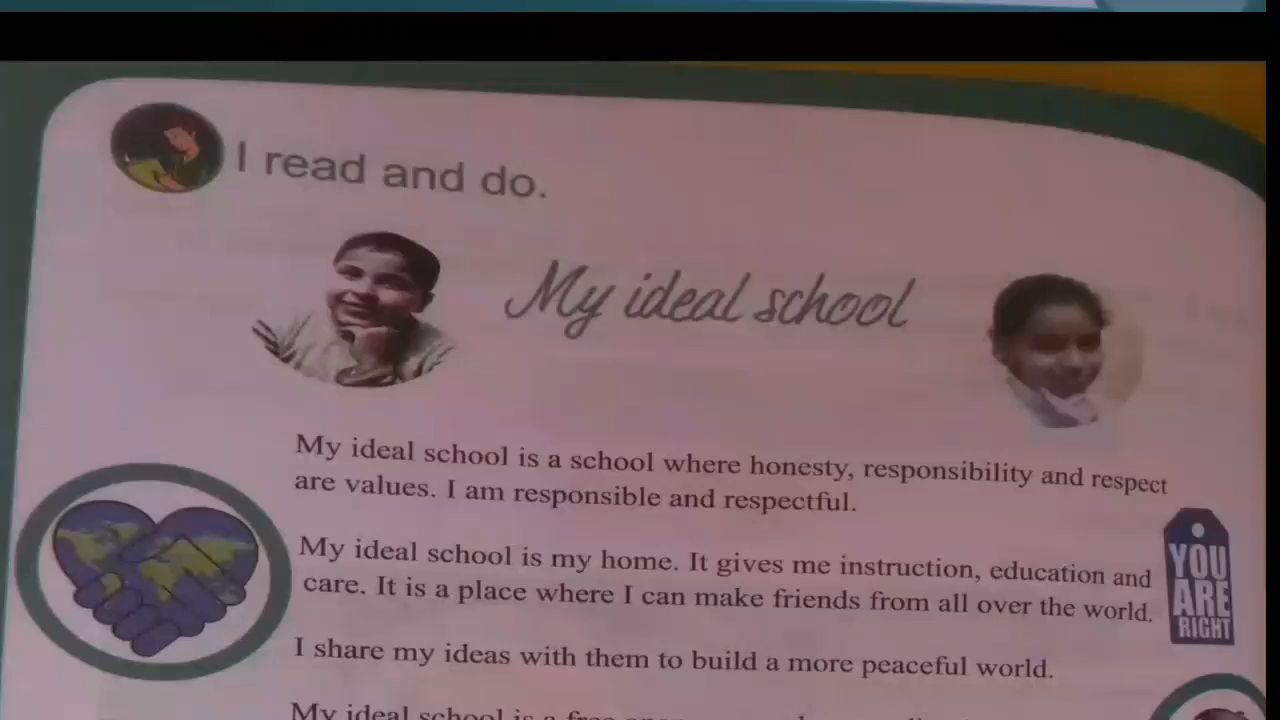 I read and do.
My ideal school
My ideal school is a school where honesty, responsibility and respect
are values. I am responsible and respectful.
My ideal school is my home. It gives me instruction, education and
care. It is a place where I can make friends from all over the world.
YOU
ARE
RIGHT
I share my ideas with them to build a more peaceful world.
My ideal school is a free